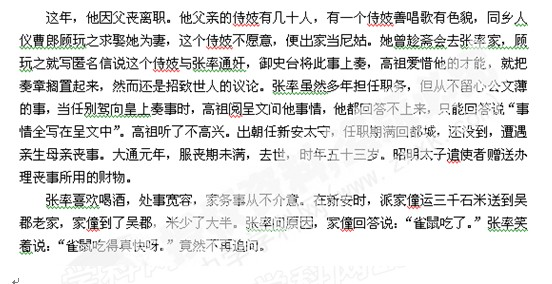 这年，他因父丧离职。他父亲的侍妓有几十人，有一个侍妓善唱歌有色貌，同乡人
仪曹郎顾玩之求娶她为妻，这个侍妓不愿意，便出家当尼姑。她曾趁斋会去张率家，顾
玩之就写匿名信说这个侍妓与张率通奸，御史台将此事上奏，高祖爱惜他的才能，就把
奏章搁置起来，然而还是招致世人的议论。张率虽然多年担任职务，但从不留心公文薄
的事，当任别驾向皇上奏事时，高祖阅呈文问他事情，他都回答不上来，只能回答说“事
情全写在呈文中”。高祖听了不高兴。出朝任新安太守，任职期满回都城，还没到，遭遇
亲生母亲丧事。大通元年，服丧期未满，去世，时年五十三岁。昭明太子遣使者赠送办
理丧事所用的财物。
张率喜欢喝酒，处事宽容，家务事从不介意。在新安时，派家僮运三千石米送到吴
郡老家，家僮到了吴郡，米少了大半。张率问原因，家僮回答说：“雀鼠吃了。”张率笑
着说：“雀鼠吃得真快呀。”竟然不再追问。